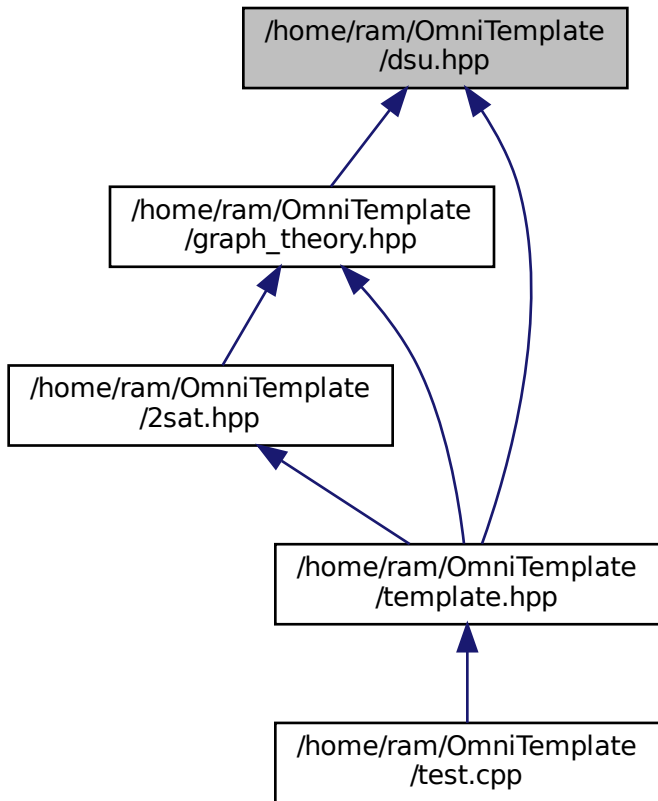 /home/ram/OmniTemplate
/dsu.hpp
/home/ram/OmniTemplate
/graph_theory.hpp
/home/ram/OmniTemplate
/2sat.hpp
/home/ram/OmniTemplate
/template.hpp
/home/ram/OmniTemplate
/test.cpp